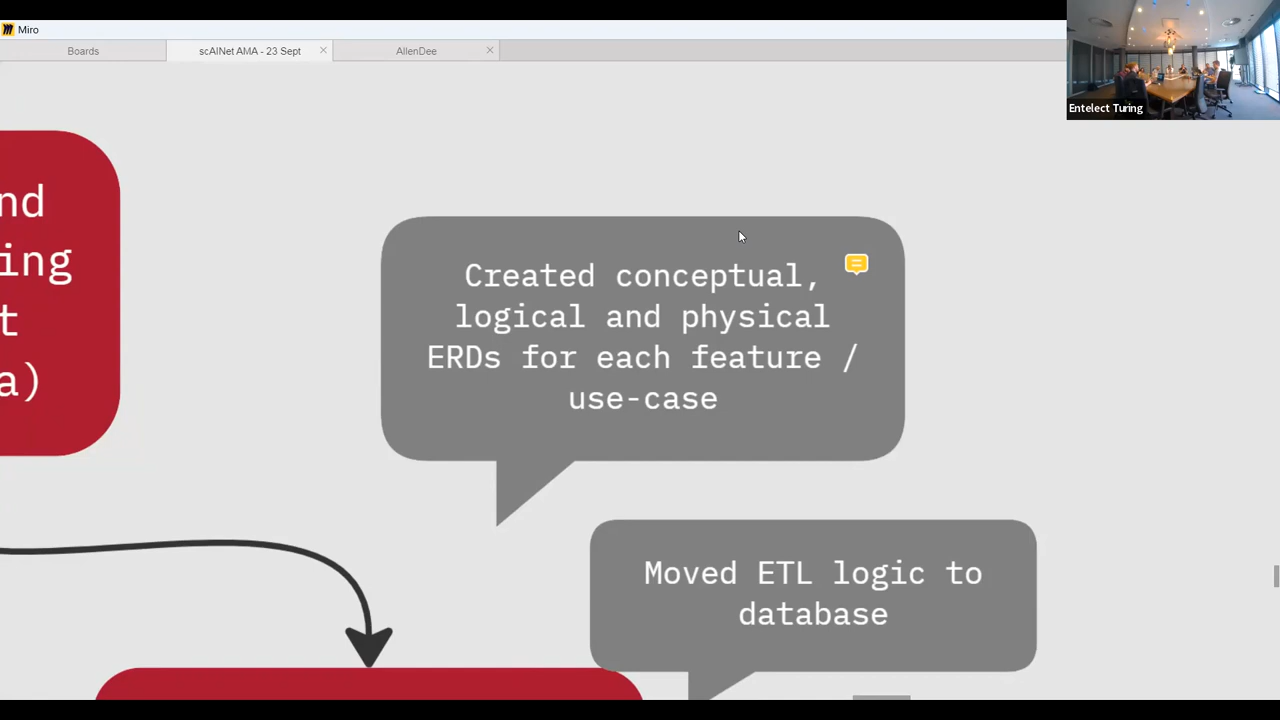 Miro
Boards
scAINet AMA - 23 Sept
AllenDee
Entelect Turing
nd
ing
t
a)
Created conceptual,
logical and physical
ERDs for each feature /
use-case
Moved ETL logic to
database